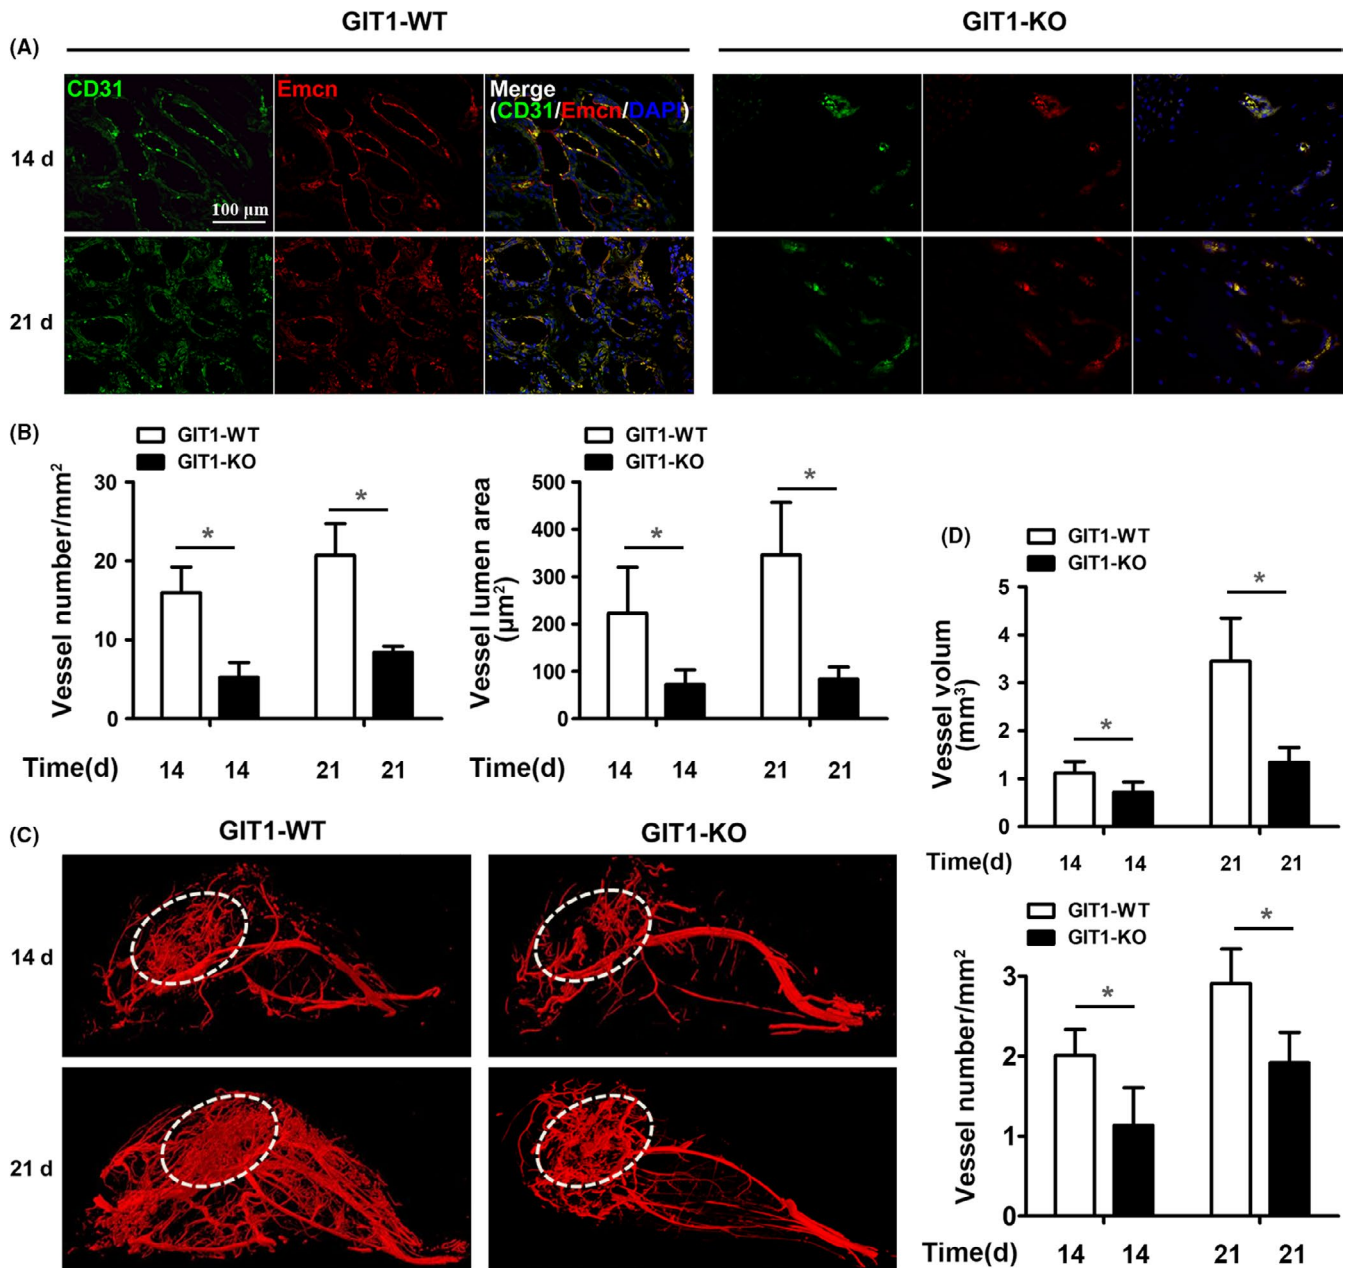 GIT1-WT
GIT1-KO
(A)
CD31
Emcn
Merge
(CD31/Emcn/DAPI)
14 d
100 μm
21 d
(B)
GIT1-WT
GIT1-KO
Vessel number/mm²
30
20
10
0
*
*
Time(d)
14
14
21
21
GIT1-WT
GIT1-KO
Vessel lumen area
(μm²)
500
400
300
200
100
0
*
*
14
14
21
21
(D)
GIT1-WT
GIT1-KO
Vessel volum
(mm³)
5
4
3
2
1
0
*
*
Time(d)
14
14
21
21
(C)
GIT1-WT
GIT1-KO
14 d
21 d
GIT1-WT
GIT1-KO
Vessel number/mm²
3
2
1
0
*
*
Time(d)
14
14
21
21